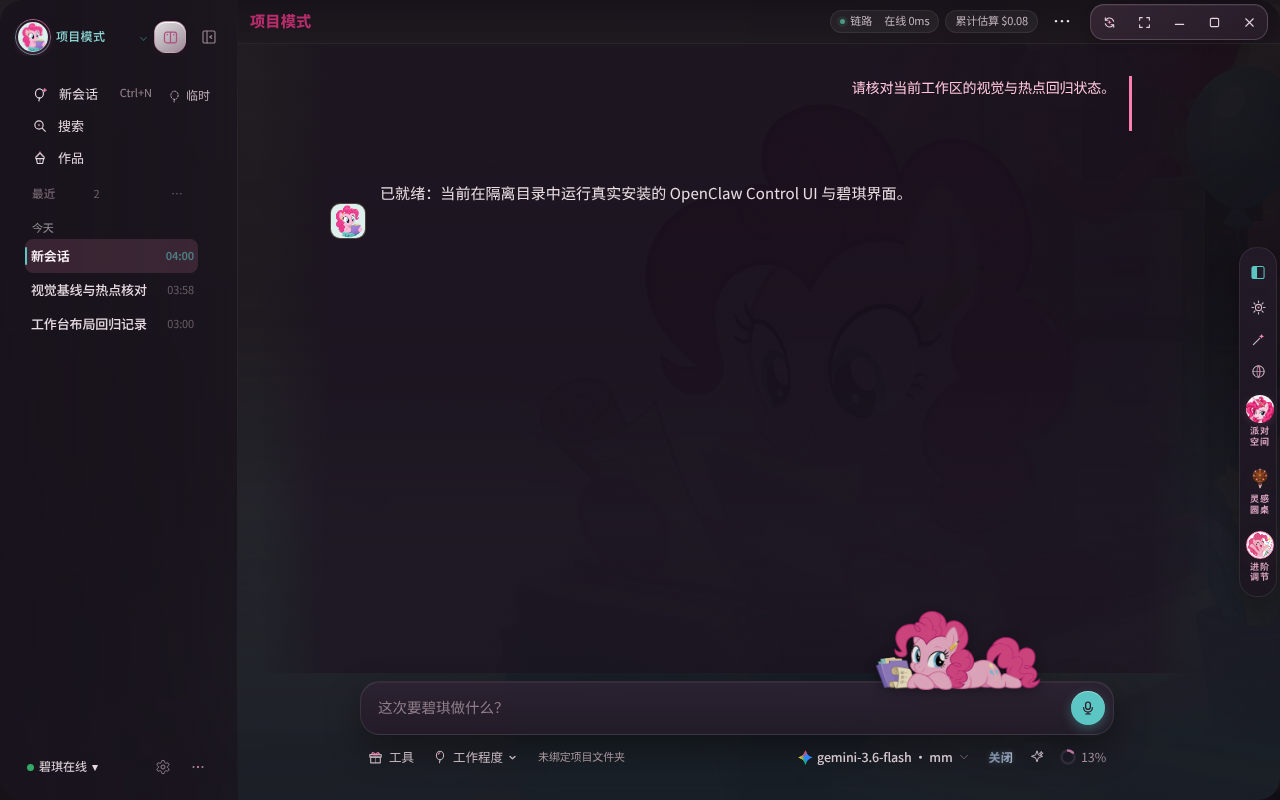 项目模式
新会话 Ctrl+N 临时
搜索
作品
最近 2 ···
今天
新会话 04:00
视觉基线与热点核对 03:58
工作台布局回归记录 03:00
碧琪在线 ▾ ···
项目模式
链路 在线 0ms 累计估算 $0.08 ···
请核对当前工作区的视觉与热点回归状态。
已就绪：当前在隔离目录中运行真实安装的 OpenClaw Control UI 与碧琪界面。
这次要碧琪做什么？
工具 工作程度 未绑定项目文件夹 gemini-3.6-flash • mm 关闭 13%
派对
空间
灵感
圆桌
进阶
调节